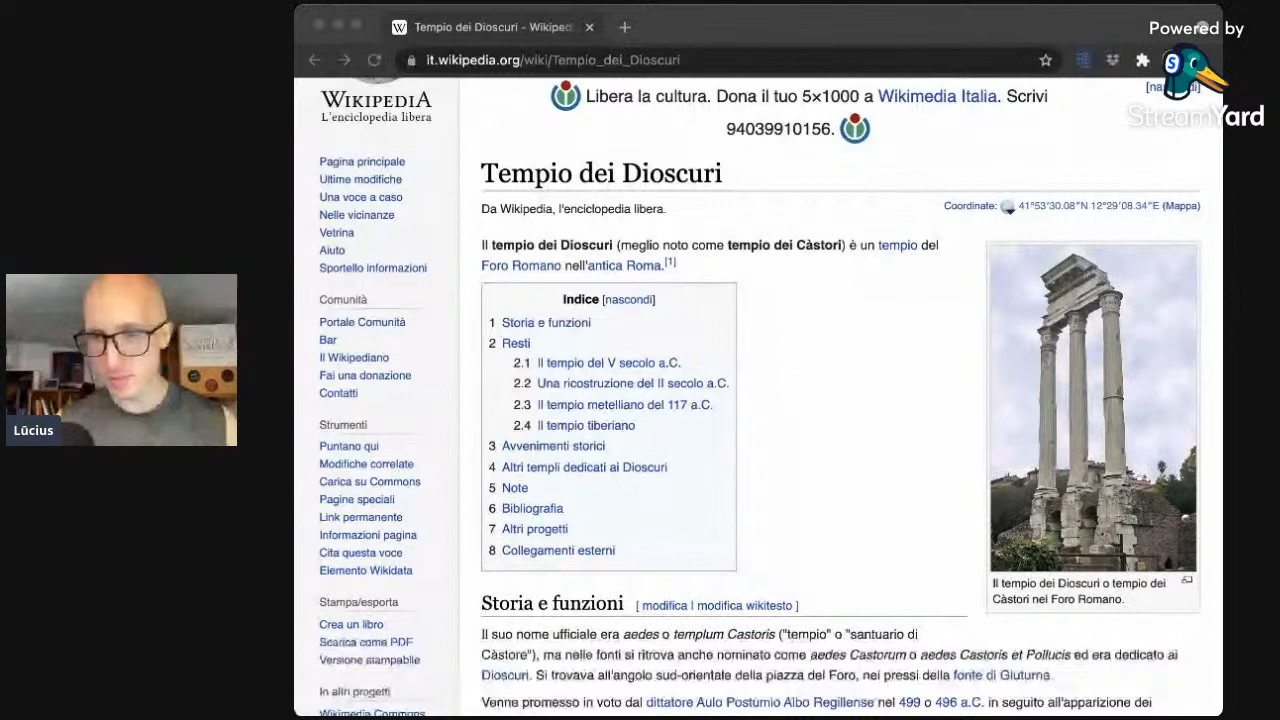 Tempio dei Dioscuri - Wikiped
it.wikipedia.org/wiki/Tempio_dei_Dioscuri
Powered by
StreamYard
WIKIPEDIA
L'enciclopedia libera
Pagina principale
Ultime modifiche
Una voce a caso
Nelle vicinanze
Vetrina
Aiuto
Sportello informazioni
Comunità
Portale Comunità
Bar
Il Wikipediano
Fai una donazione
Contatti
Strumenti
Puntano qui
Modifiche correlate
Carica su Commons
Pagine speciali
Link permanente
Informazioni pagina
Cita questa voce
Elemento Wikidata
Stampa/esporta
Crea un libro
Scarica come PDF
Versione stampabile
In altri progetti
Wikimedia Commons
Libera la cultura. Dona il tuo 5×1000 a Wikimedia Italia. Scrivi
94039910156.
Tempio dei Dioscuri
Da Wikipedia, l'enciclopedia libera.
Coordinate: 41°53′30.08″N 12°29′08.34″E (Mappa)
Il tempio dei Dioscuri (meglio noto come tempio dei Càstori) è un tempio del
Foro Romano nell'antica Roma.[1]
Indice [nascondi]
1 Storia e funzioni
2 Resti
2.1 Il tempio del V secolo a.C.
2.2 Una ricostruzione del II secolo a.C.
2.3 Il tempio metelliano del 117 a.C.
2.4 Il tempio tiberiano
3 Avvenimenti storici
4 Altri templi dedicati ai Dioscuri
5 Note
6 Bibliografia
7 Altri progetti
8 Collegamenti esterni
Il tempio dei Dioscuri o tempio dei
Càstori nel Foro Romano.
Storia e funzioni [ modifica | modifica wikitesto ]
Il suo nome ufficiale era aedes o templum Castoris ("tempio" o "santuario di
Càstore"), ma nelle fonti si ritrova anche nominato come aedes Castorum o aedes Castoris et Pollucis ed era dedicato ai
Dioscuri. Si trovava all'angolo sud-orientale della piazza del Foro, nei pressi della fonte di Giuturna.
Venne promesso in voto dal dittatore Aulo Postumio Albo Regillense nel 499 o 496 a.C. in seguito all'apparizione dei
Lūcius